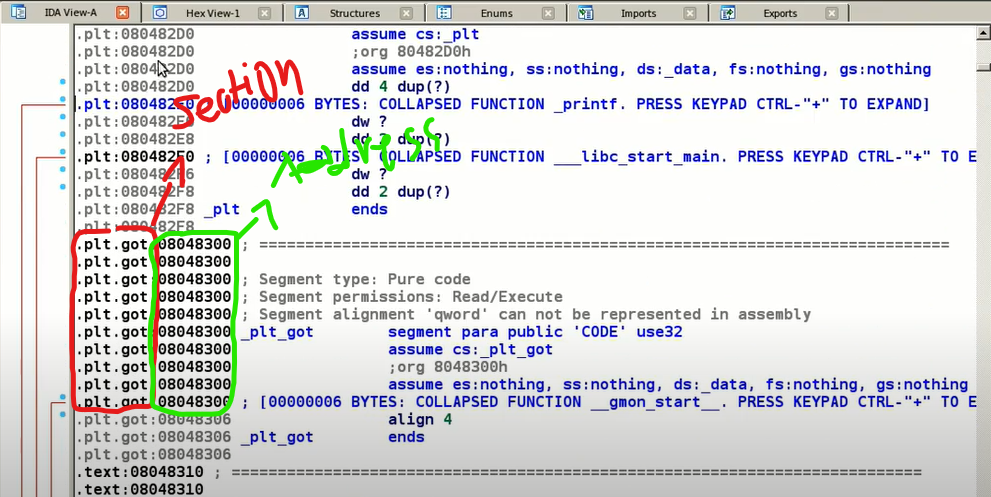 IDA View-A Hex View-1 Structures Enums Imports Exports
.plt:080482D0 assume cs:_plt
.plt:080482D0 ;org 80482D0h
.plt:080482D0 assume es:nothing, ss:nothing, ds:_data, fs:nothing, gs:nothing
.plt:080482D0 dd 4 dup(?)
.plt:080482E0 ; [00000006 BYTES: COLLAPSED FUNCTION _printf. PRESS KEYPAD CTRL-"+" TO EXPAND]
section
.plt:080482E6 dw ?
.plt:080482E8 dd 2 dup(?)
Address
.plt:080482F0 ; [00000006 BYTES: COLLAPSED FUNCTION ___libc_start_main. PRESS KEYPAD CTRL-"+" TO E
.plt:080482F6 dw ?
.plt:080482F8 dd 2 dup(?)
.plt:080482F8 _plt ends
.plt:080482F8
.plt.got:08048300 ; ===========================================================================
.plt.got:08048300
.plt.got:08048300 ; Segment type: Pure code
.plt.got:08048300 ; Segment permissions: Read/Execute
.plt.got:08048300 ; Segment alignment 'qword' can not be represented in assembly
.plt.got:08048300 _plt_got segment para public 'CODE' use32
.plt.got:08048300 assume cs:_plt_got
.plt.got:08048300 ;org 8048300h
.plt.got:08048300 assume es:nothing, ss:nothing, ds:_data, fs:nothing, gs:nothing
.plt.got:08048300 ; [00000006 BYTES: COLLAPSED FUNCTION __gmon_start__. PRESS KEYPAD CTRL-"+" TO E
.plt.got:08048306 align 4
.plt.got:08048306 _plt_got ends
.plt.got:08048306
.text:08048310 ; ===========================================================================
.text:08048310